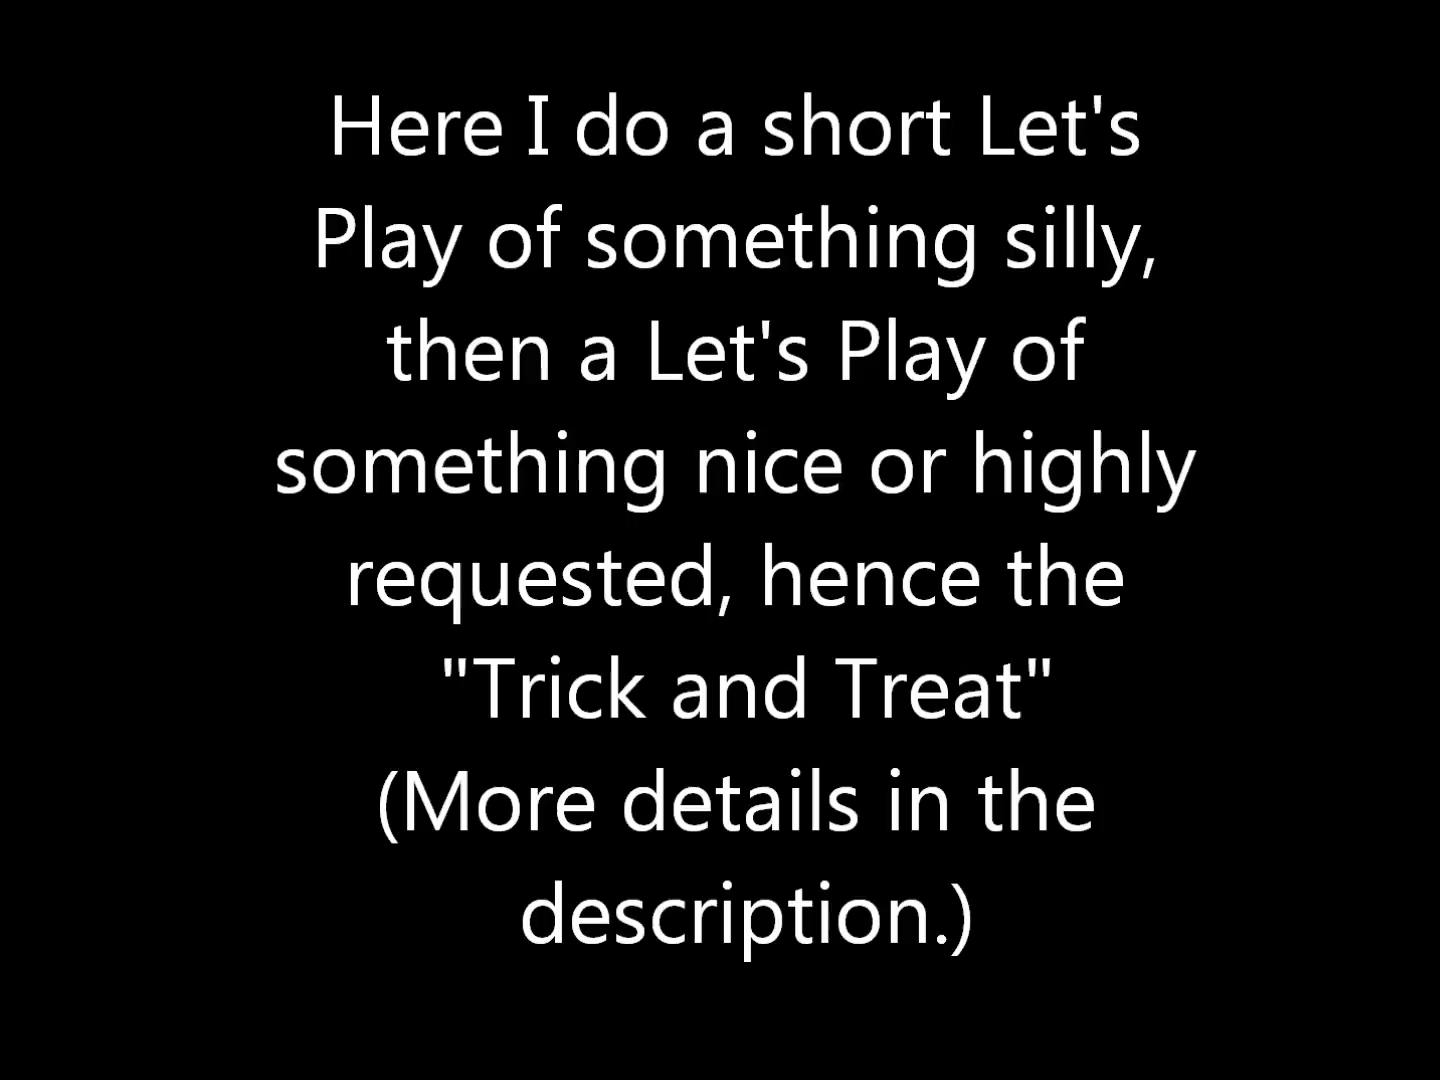 Here I do a short Let's
Play of something silly,
then a Let's Play of
something nice or highly
requested, hence the
"Trick and Treat"
(More details in the
description.)